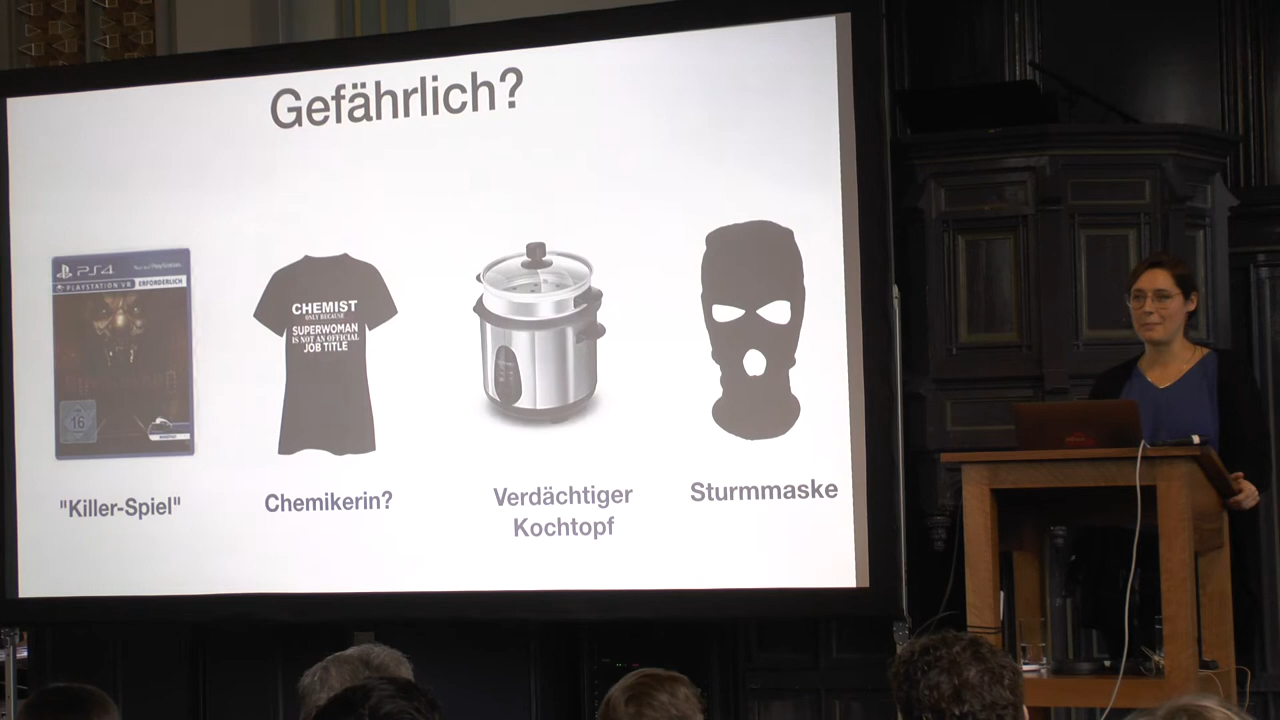 Gefährlich?
PS4
PLAYSTATION VR ERFORDERLICH
16
CHEMIST
ONLY BECAUSE
SUPERWOMAN
IS NOT AN OFFICIAL
JOB TITLE
"Killer-Spiel"
Chemikerin?
Verdächtiger
Kochtopf
Sturmmaske